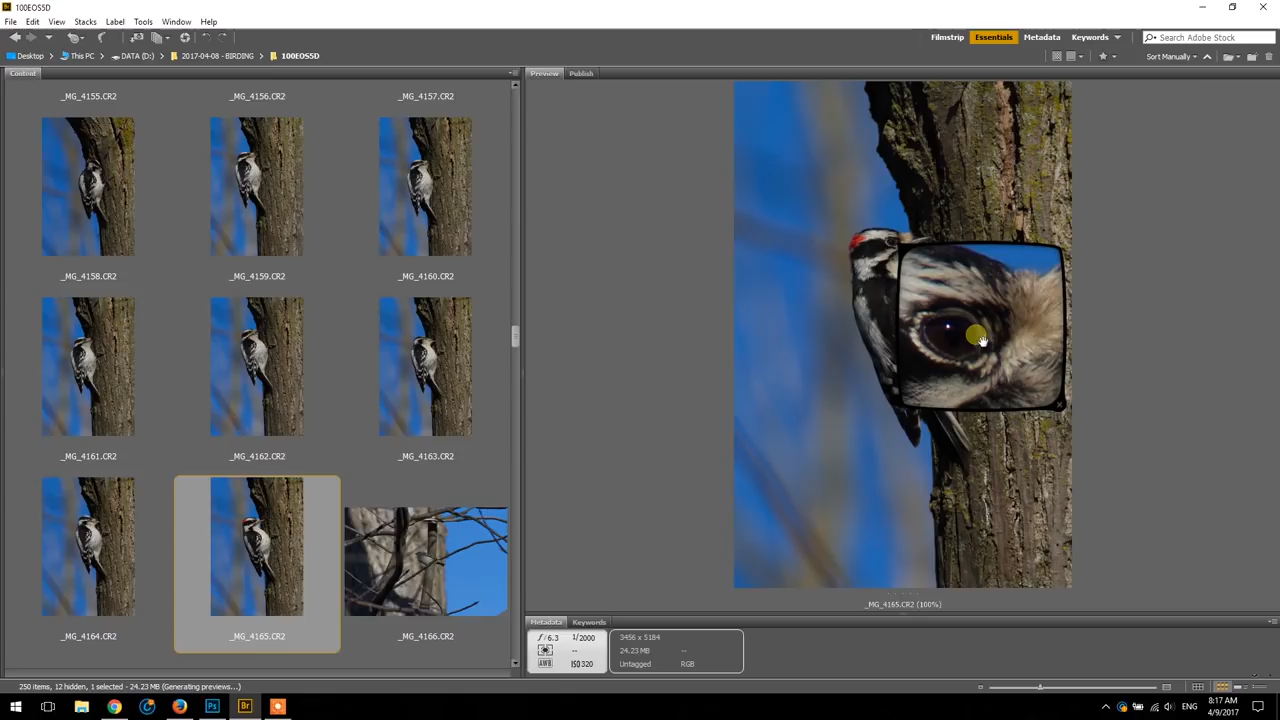 100EOS5D
File Edit View Stacks Label Tools Window Help
Filmstrip Essentials Metadata Keywords Search Adobe Stock
Desktop This PC DATA (D:) 2017-04-08 - BIRDING 100EOS5D Sort Manually
Content Preview Publish
_MG_4155.CR2 _MG_4156.CR2 _MG_4157.CR2
_MG_4158.CR2 _MG_4159.CR2 _MG_4160.CR2
_MG_4161.CR2 _MG_4162.CR2 _MG_4163.CR2
_MG_4164.CR2 _MG_4165.CR2 _MG_4166.CR2
_MG_4165.CR2 (100%)
Metadata Keywords
f/6.3 1/2000 3456 x 5184
-- 24.23 MB --
AWB ISO320 Untagged RGB
250 items, 12 hidden, 1 selected - 24.23 MB (Generating previews...)
Ps Br ENG 8:17 AM
4/9/2017